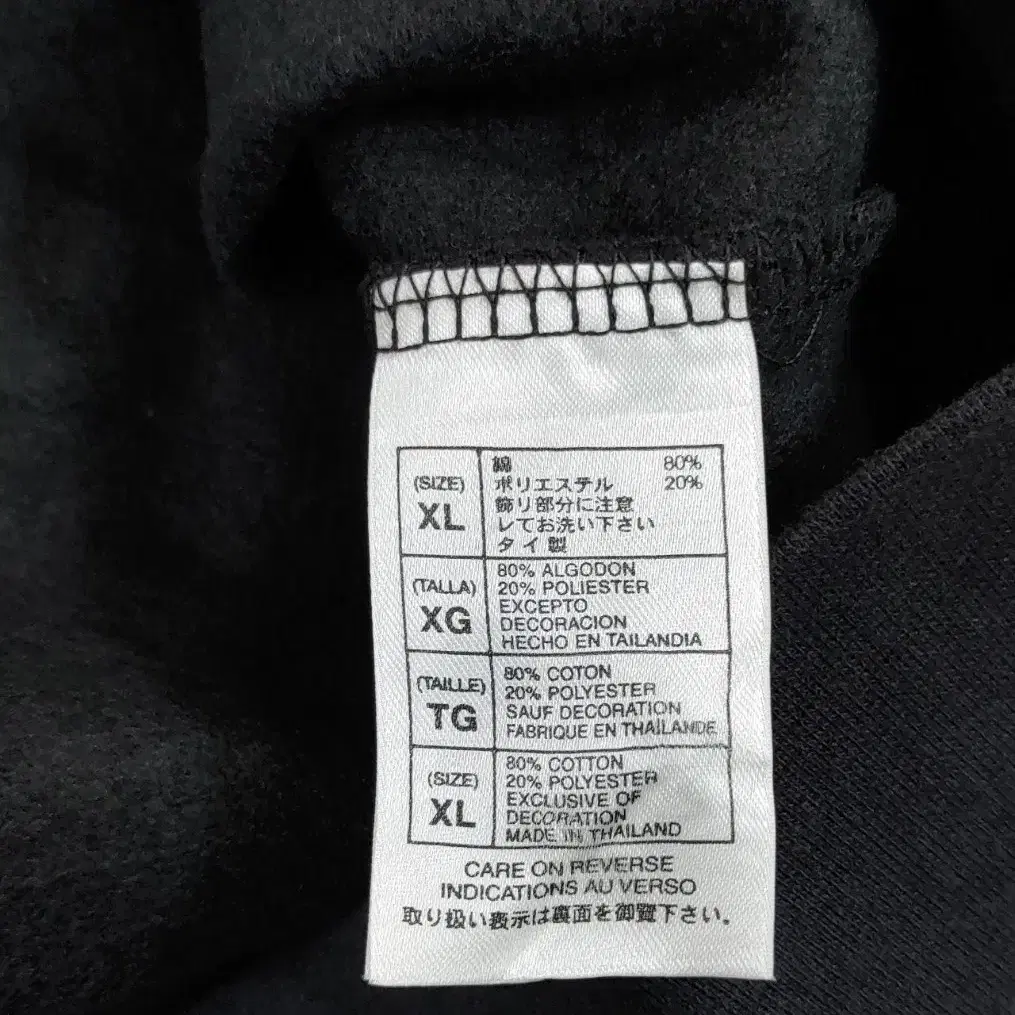 (SIZE)
XL
綿 80%
ポリエステル 20%
飾り部分に注意
レてお洗い下さい
タイ製
(TALLA)
XG
80% ALGODON
20% POLIESTER
EXCEPTO
DECORACION
HECHO EN TAILANDIA
(TAILLE)
TG
80% COTON
20% POLYESTER
SAUF DECORATION
FABRIQUE EN THAÏLANDE
(SIZE)
XL
80% COTTON
20% POLYESTER
EXCLUSIVE OF
DECORATION
MADE IN THAILAND
CARE ON REVERSE
INDICATIONS AU VERSO
取り扱い表示は裏面を御覧下さい。